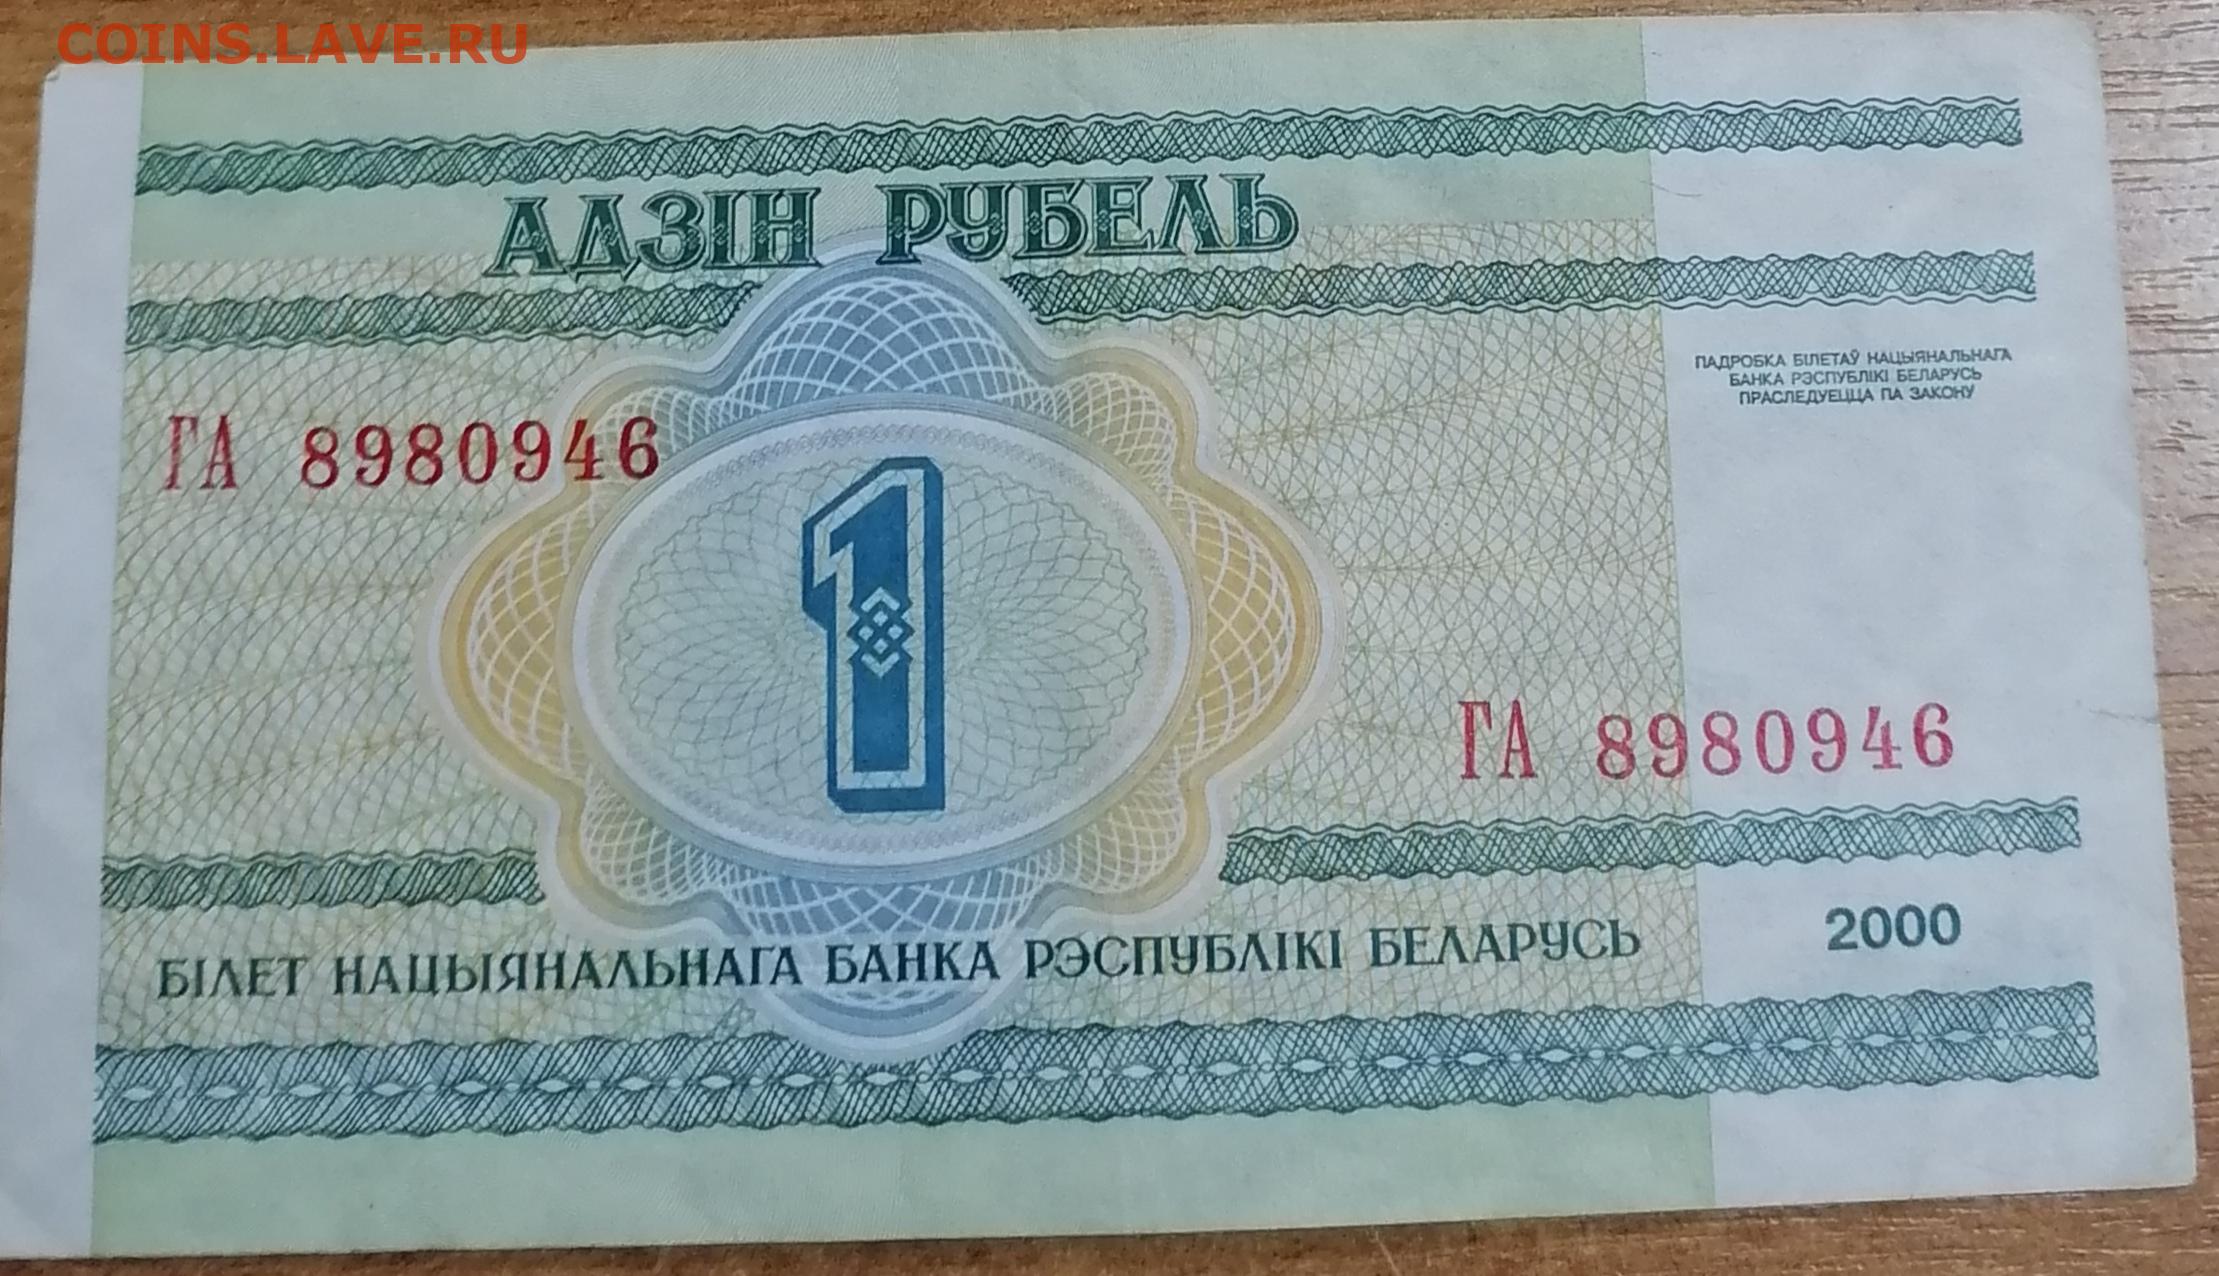 COINS.LAVE.RU
АДЗІН РУБЕЛЬ
ПАДРОБКА БІЛЕТАЎ НАЦЫЯНАЛЬНАГА
БАНКА РЭСПУБЛІКІ БЕЛАРУСЬ
ПРАСЛЕДУЕЦЦА ПА ЗАКОНУ
ГА 8980946
1
ГА 8980946
2000
БІЛЕТ НАЦЫЯНАЛЬНАГА БАНКА РЭСПУБЛІКІ БЕЛАРУСЬ